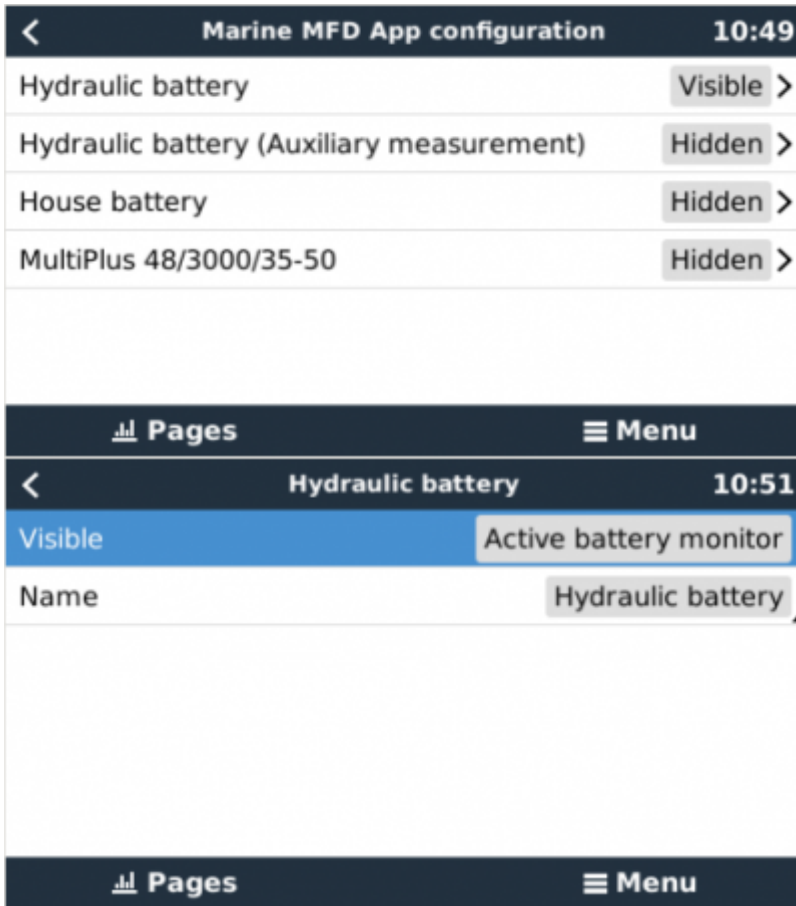 Marine MFD App configuration 10:49
Hydraulic battery Visible
Hydraulic battery (Auxiliary measurement) Hidden
House battery Hidden
MultiPlus 48/3000/35-50 Hidden
Pages Menu
Hydraulic battery 10:51
Visible Active battery monitor
Name Hydraulic battery
Pages Menu